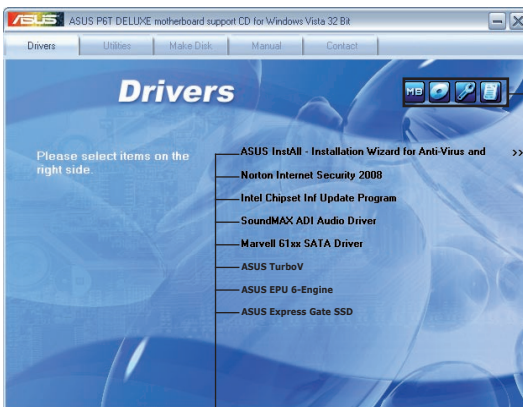 ASUS
ASUS P6T DELUXE motherboard support CD for Windows Vista 32 Bit
Drivers
Utilities
Make Disk
Manual
Contact
Drivers
MB
Please select items on the
right side.
ASUS InstAll - Installation Wizard for Anti-Virus and >>
Norton Internet Security 2008
Intel Chipset Inf Update Program
SoundMAX ADI Audio Driver
Marvell 61xx SATA Driver
ASUS TurboV
ASUS EPU 6-Engine
ASUS Express Gate SSD